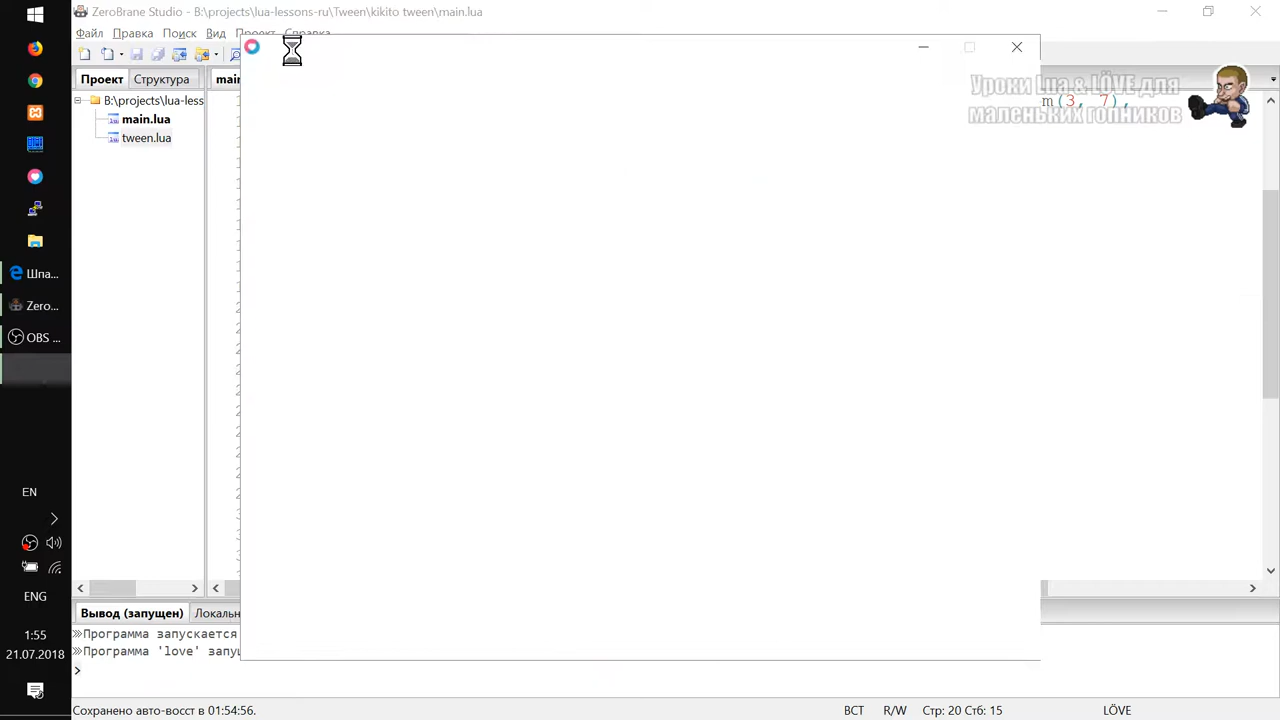 ZeroBrane Studio - B:\projects\lua-lessons-ru\Tween\kikito tween\main.lua
Файл Правка Поиск Вид Проект Справка
Проект
Структура
B:\projects\lua-less
main.lua
tween.lua
m(3, 7),
Уроки Lua & LÖVE для
маленьких гопников
Шпа...
Zero...
OBS ...
EN
ENG
1:55
21.07.2018
Вывод (запущен)
Локальн
Программа запускается
Программа 'love' запу
>
Сохранено авто-восст в 01:54:56.
ВСТ
R/W
Стр: 20 Стб: 15
LÖVE